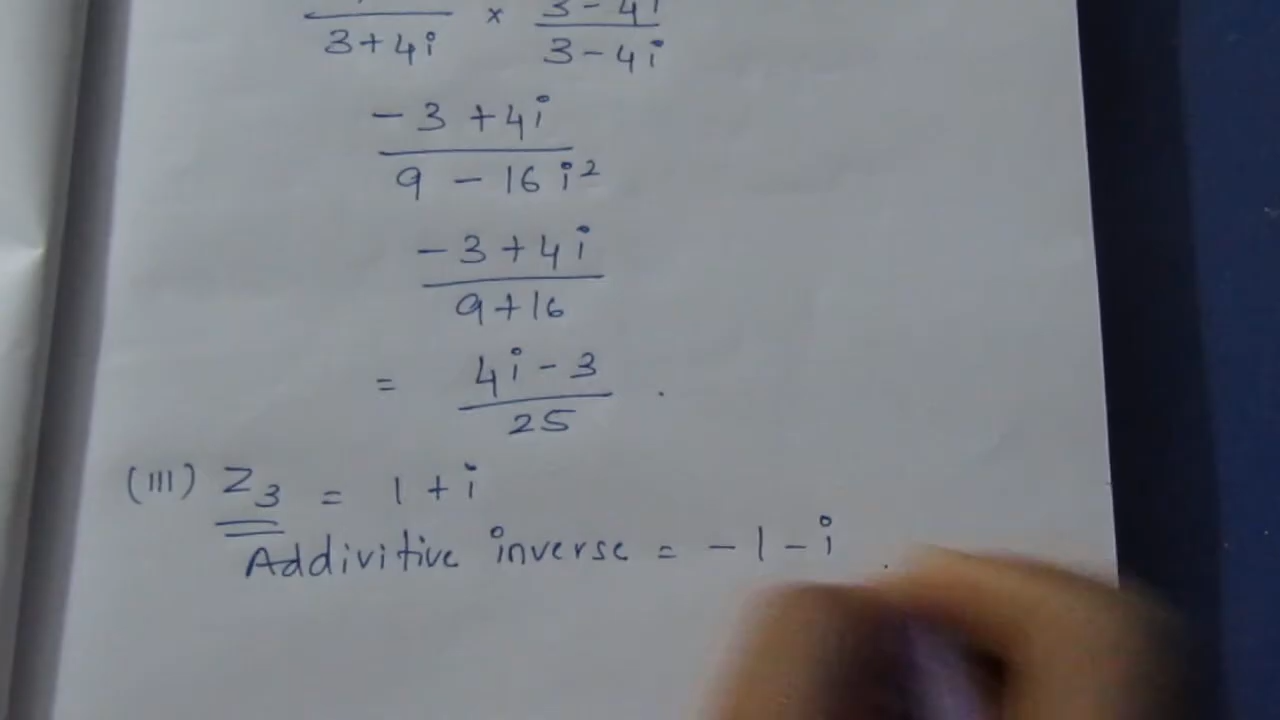 3+4i × 3-4i / 3-4i
-3+4i / 9-16i²
-3+4i / 9+16
= 4i-3 / 25 .
(III) Z₃ = 1+i
Addivitive inverse = -1-i